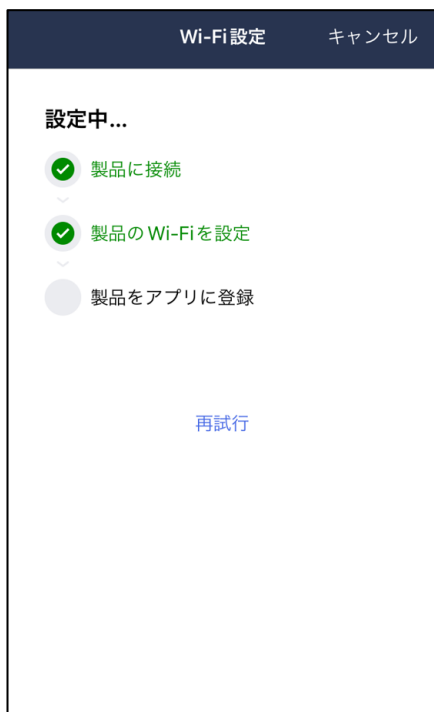 Wi-Fi設定 キャンセル
設定中...
製品に接続
製品のWi-Fiを設定
製品をアプリに登録
再試行